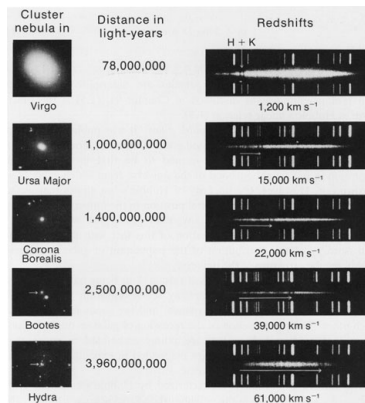 Cluster
nebula in
Distance in
light-years
Redshifts
H + K
78,000,000
Virgo
1,200 km s⁻¹
1,000,000,000
Ursa Major
15,000 km s⁻¹
1,400,000,000
Corona
Borealis
22,000 km s⁻¹
2,500,000,000
Bootes
39,000 km s⁻¹
3,960,000,000
Hydra
61,000 km s⁻¹